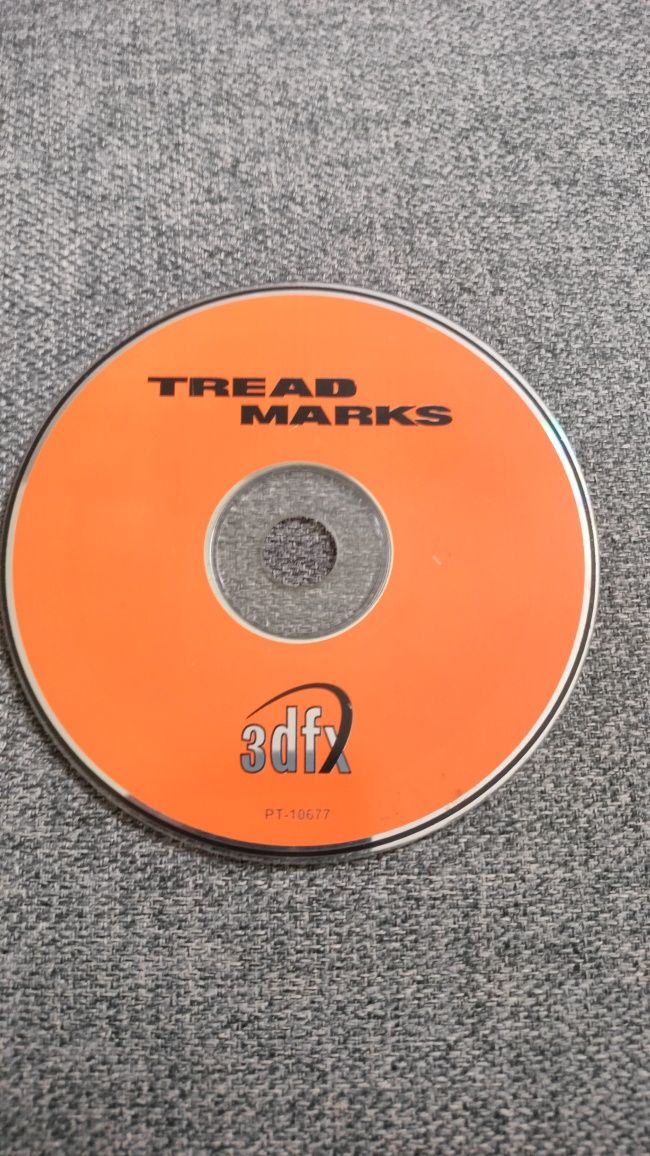 TREAD
MARKS
3dfx
PT-10677